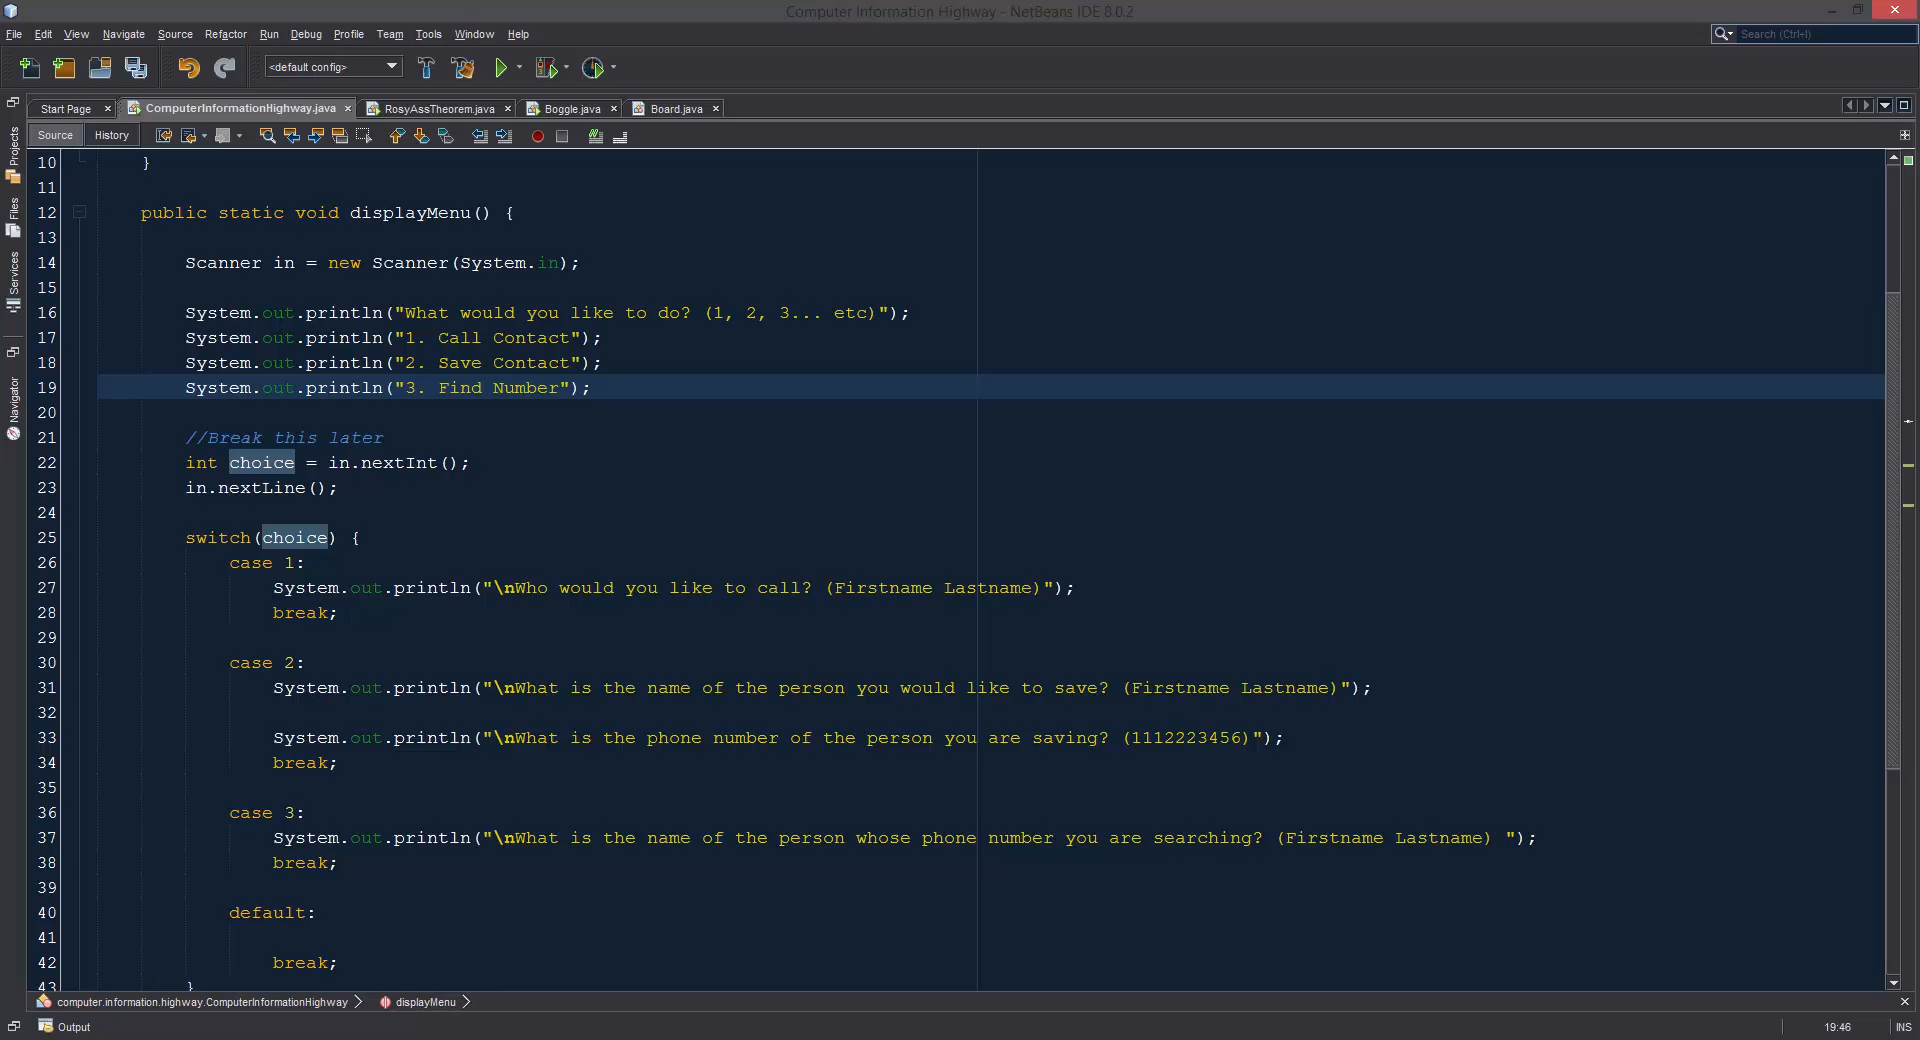 Computer Information Highway - NetBeans IDE 8.0.2
File Edit View Navigate Source Refactor Run Debug Profile Team Tools Window Help
Search (Ctrl+I)
<default config>
Start Page ComputerInformationHighway.java RosyAssTheorem.java Boggle.java Board.java
Source History
Projects
Files
Services
Navigator
10 }
11
12 public static void displayMenu() {
13
14 Scanner in = new Scanner(System.in);
15
16 System.out.println("What would you like to do? (1, 2, 3... etc)");
17 System.out.println("1. Call Contact");
18 System.out.println("2. Save Contact");
19 System.out.println("3. Find Number");
20
21 //Break this later
22 int choice = in.nextInt();
23 in.nextLine();
24
25 switch(choice) {
26 case 1:
27 System.out.println("\nWho would you like to call? (Firstname Lastname)");
28 break;
29
30 case 2:
31 System.out.println("\nWhat is the name of the person you would like to save? (Firstname Lastname)");
32
33 System.out.println("\nWhat is the phone number of the person you are saving? (1112223456)");
34 break;
35
36 case 3:
37 System.out.println("\nWhat is the name of the person whose phone number you are searching? (Firstname Lastname) ");
38 break;
39
40 default:
41
42 break;
43 }
computer.information.highway.ComputerInformationHighway displayMenu
Output
19:46 INS